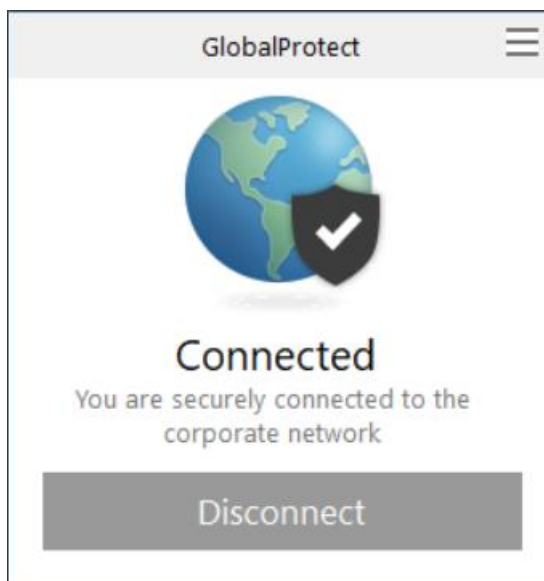 GlobalProtect
Connected
You are securely connected to the
corporate network
Disconnect